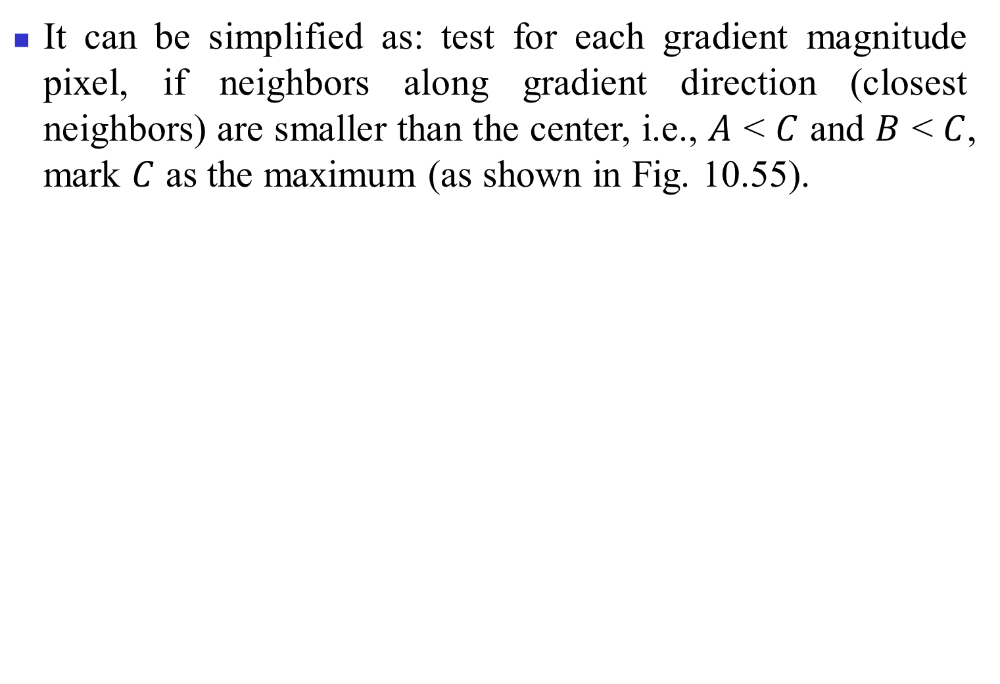 It can be simplified as: test for each gradient magnitude
pixel, if neighbors along gradient direction (closest
neighbors) are smaller than the center, i.e., A < C and B < C,
mark C as the maximum (as shown in Fig. 10.55).